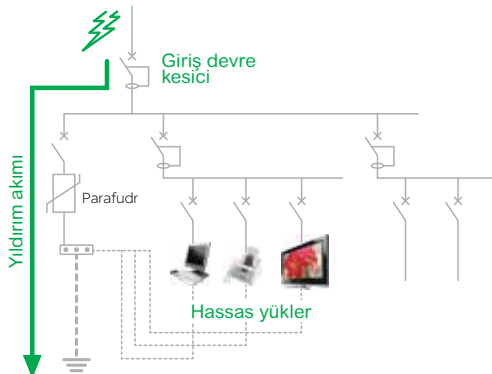 Giriş devre
kesici
Yıldırım akımı
Parafudr
Hassas yükler